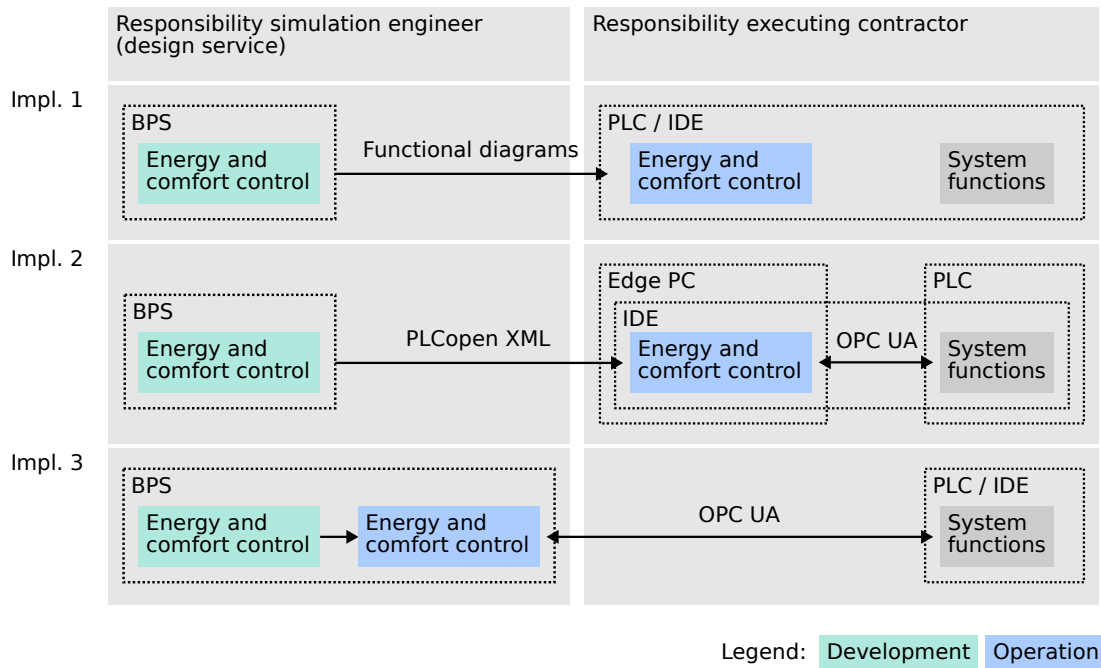 Responsibility simulation engineer
(design service)
Responsibility executing contractor
Impl. 1
BPS
Energy and
comfort control
Functional diagrams
PLC / IDE
Energy and
comfort control
System
functions
Impl. 2
BPS
Energy and
comfort control
PLCopen XML
Edge PC
IDE
Energy and
comfort control
OPC UA
PLC
System
functions
Impl. 3
BPS
Energy and
comfort control
Energy and
comfort control
OPC UA
PLC / IDE
System
functions
Legend: Development Operation